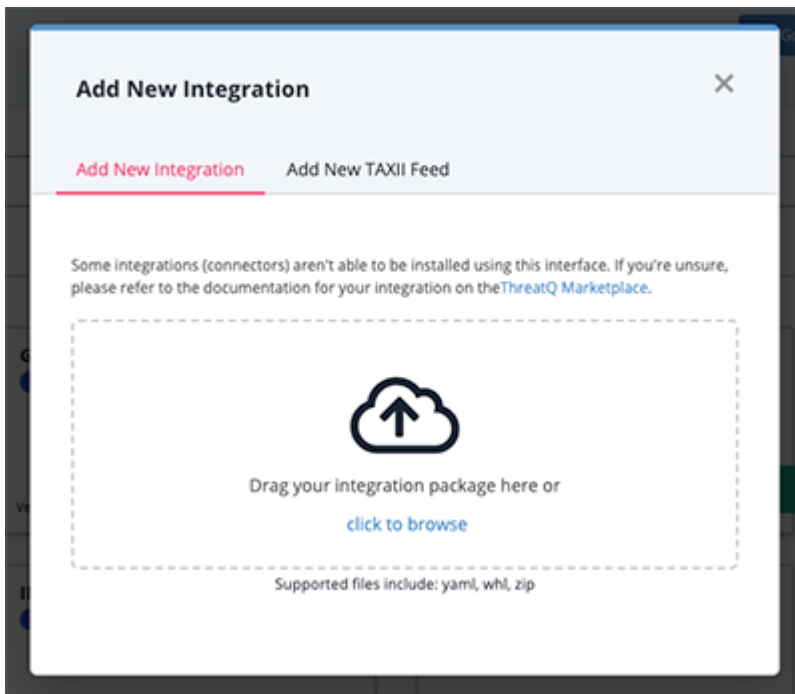 Add New Integration
Add New Integration
Add New TAXII Feed
Some integrations (connectors) aren't able to be installed using this interface. If you're unsure,
please refer to the documentation for your integration on theThreatQ Marketplace.
Drag your integration package here or
click to browse
Supported files include: yaml, whl, zip